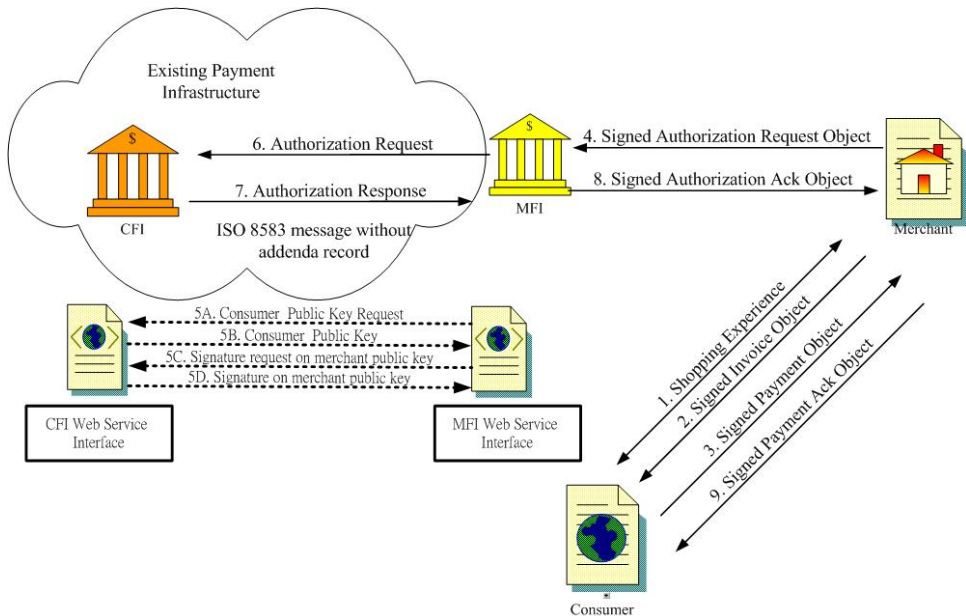 Existing Payment
Infrastructure
$
6. Authorization Request
7. Authorization Response
CFI
ISO 8583 message without
addenda record
$
MFI
4. Signed Authorization Request Object
8. Signed Authorization Ack Object
Merchant
5A. Consumer Public Key Request
5B. Consumer Public Key
5C. Signature request on merchant public key
5D. Signature on merchant public key
CFI Web Service
Interface
MFI Web Service
Interface
1. Shopping Experience
2. Signed Invoice Object
3. Signed Payment Object
9. Signed Payment Ack Object
Consumer